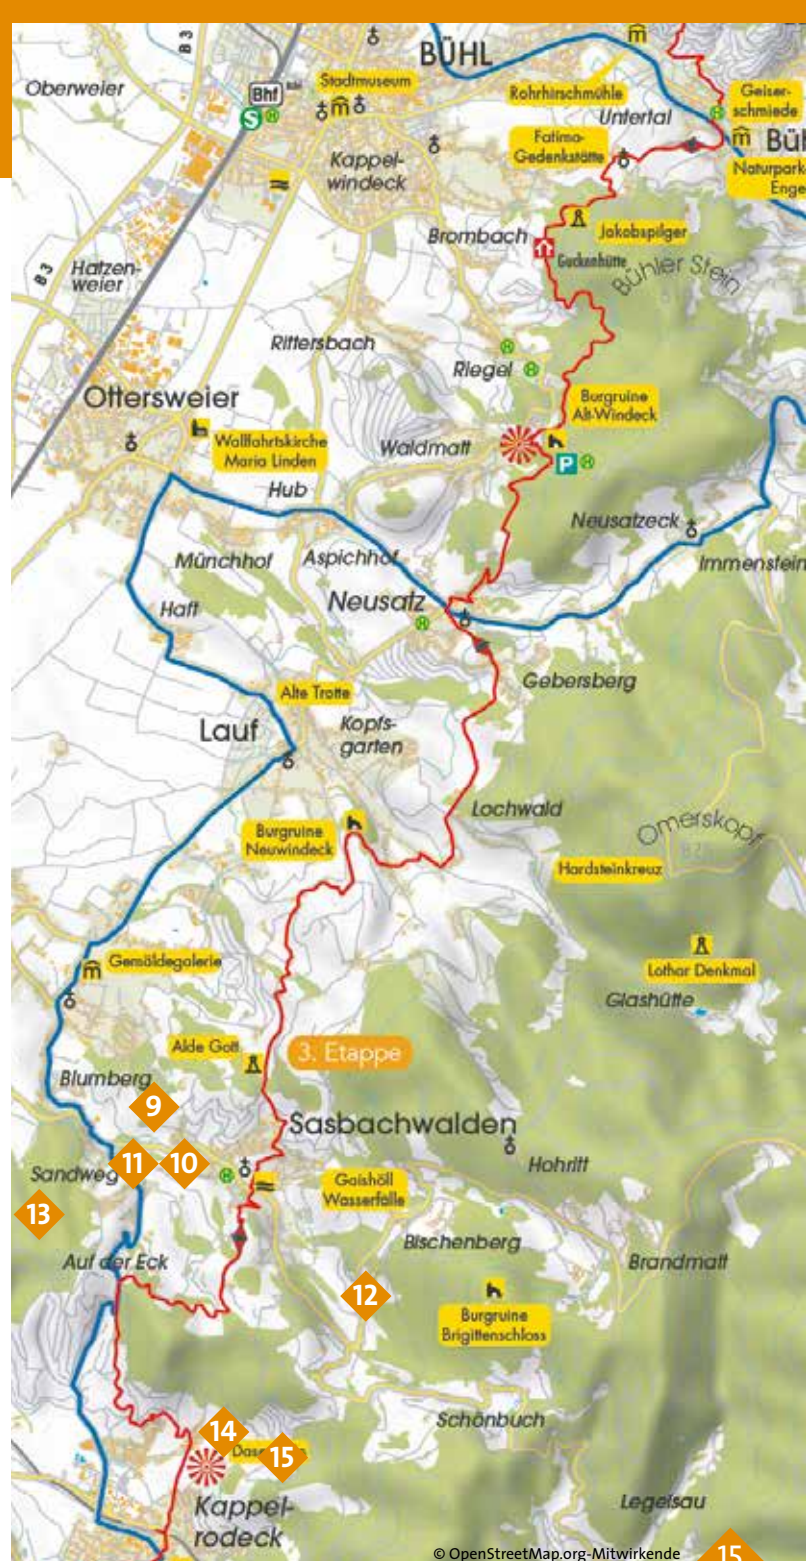 BÜHL
B 3
Oberweier
Stadtmuseum
Bhf
Bühl
S
H
Rohrhirschmühle
Geiser-
schmiede
Untertal
Fatima-
Gedenkstätte
Büh
Naturpark
Enge
Kappel-
windeck
Brombach
Jakobspilger
Guckenhütte
Bühler Stein
B 3
Hatzen-
weier
Rittersbach
Riegel
H
H
Ottersweier
Burgruine
Alt-Windeck
Wallfahrtskirche
Maria Linden
Waldmatt
P
H
Hub
Neusatzeck
Münchhof
Aspichhof
Immenstein
Neusatz
Haft
H
Gebersberg
Alte Trotte
Lauf
Kopfs-
garten
Lochwald
Omerskopf
Burgruine
Neuwindeck
Hardsteinkreuz
Gemäldegalerie
Lothar Denkmal
Glashütte
Alde Gott
3. Etappe
Blumberg
9
Sasbachwalden
Sandweg
11
10
H
Hohritt
Gaishöll
Wasserfälle
13
Bischenberg
Auf der Eck
Brandmatt
12
Burgruine
Brigittenschloss
Schönbuch
14
15
Kappel-
rodeck
Legelsau
© OpenStreetMap.org-Mitwirkende
15